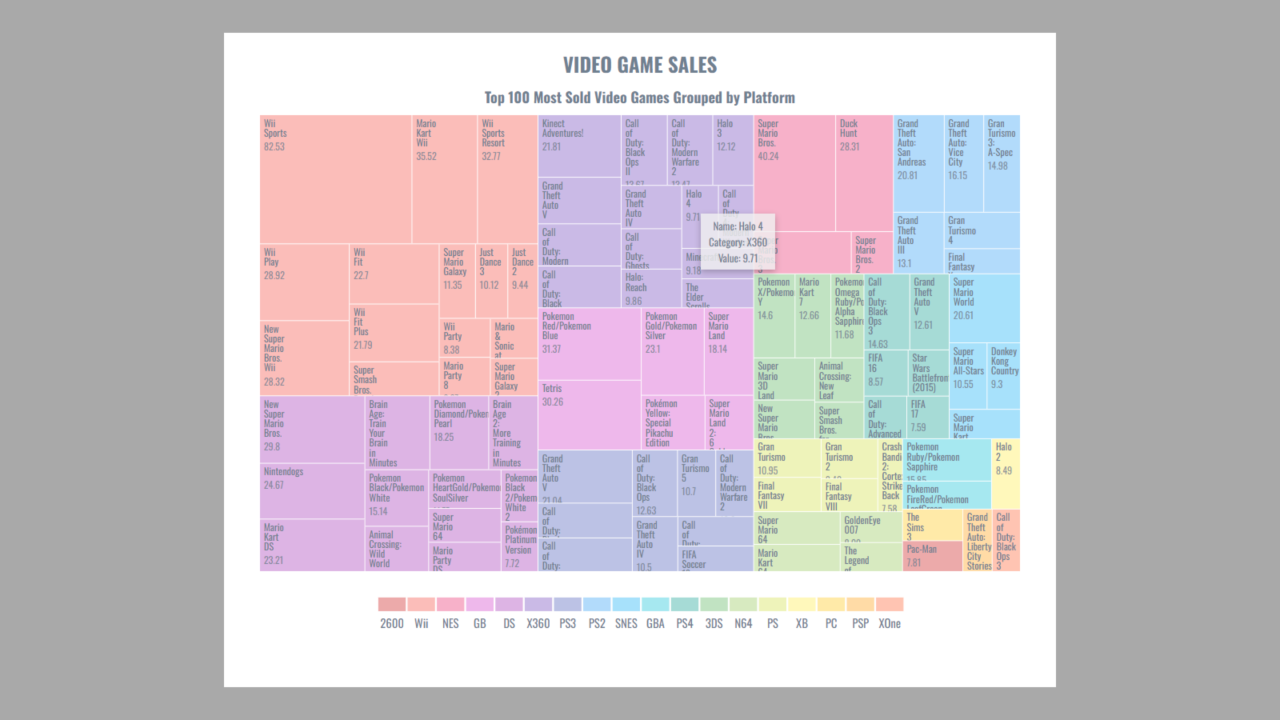 VIDEO GAME SALES
Top 100 Most Sold Video Games Grouped by Platform
Wii
Sports
82.53
Mario
Kart
Wii
35.52
Wii
Sports
Resort
32.77
Wii
Play
28.92
Wii
Fit
22.7
Super
Mario
Galaxy
11.35
Just
Dance
3
10.12
Just
Dance
2
9.44
New
Super
Mario
Bros.
Wii
28.32
Wii
Fit
Plus
21.79
Super
Smash
Bros.
Wii
Party
8.38
Mario
&
Sonic
at
Mario
Party
8
Super
Mario
Galaxy
New
Super
Mario
Bros.
29.8
Nintendogs
24.67
Mario
Kart
DS
23.21
Brain
Age:
Train
Your
Brain
in
Minutes
Pokemon
Diamond/Poke
Pearl
18.25
Brain
Age
2:
More
Training
in
Minutes
Pokemon
Black/Pokemon
White
15.14
Pokemon
HeartGold/Pokemo
SoulSilver
Pokemon
Black
2/Pokem
White
2
Animal
Crossing:
Wild
World
Super
Mario
64
Mario
Party
DS
Pokémon
Platinum
Version
7.72
Kinect
Adventures!
21.81
Call
of
Duty:
Black
Ops
II
Call
of
Duty:
Modern
Warfare
2
Halo
3
12.12
Grand
Theft
Auto
V
Call
of
Duty:
Modern
Call
of
Duty:
Black
Grand
Theft
Auto
IV
Call
of
Duty:
Ghosts
Halo:
Reach
9.86
Halo
4
9.71
Call
of
The
Elder
Name: Halo 4
Category: X360
Value: 9.71
Pokemon
Red/Pokemon
Blue
31.37
Pokemon
Gold/Pokemon
Silver
23.1
Super
Mario
Land
18.14
Tetris
30.26
Pokémon
Yellow:
Special
Pikachu
Edition
Super
Mario
Land
2:
6
Grand
Theft
Auto
V
21.04
Call
of
Duty:
Call
of
Duty:
Call
of
Duty:
Black
Ops
12.63
Gran
Turismo
5
10.7
Call
of
Duty:
Modern
Warfare
2
Grand
Theft
Auto
IV
10.5
Call
of
Duty:
FIFA
Soccer
Super
Mario
Bros.
40.24
Duck
Hunt
28.31
Super
Mario
Bros.
2
Grand
Theft
Auto:
San
Andreas
20.81
Grand
Theft
Auto:
Vice
City
16.15
Gran
Turismo
3:
A-Spec
14.98
Grand
Theft
Auto
III
13.1
Gran
Turismo
4
Final
Fantasy
Pokemon
X/Pokemo
Y
14.6
Mario
Kart
7
12.66
Pokemo
Omega
Ruby/Po
Alpha
Sapphir
11.68
Super
Mario
3D
Land
Animal
Crossing:
New
Leaf
New
Super
Mario
Bros.
Super
Smash
Bros.
Call
of
Duty:
Black
Ops
3
14.63
Grand
Theft
Auto
V
12.61
FIFA
16
8.57
Star
Wars
Battlefron
(2015)
Call
of
Duty:
Advanced
FIFA
17
7.59
Super
Mario
World
20.61
Super
Mario
All-Stars
10.55
Donkey
Kong
Country
9.3
Super
Mario
Kart
Gran
Turismo
10.95
Gran
Turismo
2
Crash
Bandi
2:
Corte
Strike
Back
7.58
Final
Fantasy
VII
Final
Fantasy
VIII
Pokemon
Ruby/Pokemon
Sapphire
15.85
Pokemon
FireRed/Pokemon
Halo
2
8.49
Super
Mario
64
GoldenEye
007
Mario
Kart
64
The
Legend
of
The
Sims
3
Pac-Man
7.81
Grand
Theft
Auto:
Liberty
City
Stories
Call
of
Duty:
Black
Ops
3
2600 Wii NES GB DS X360 PS3 PS2 SNES GBA PS4 3DS N64 PS XB PC PSP XOne